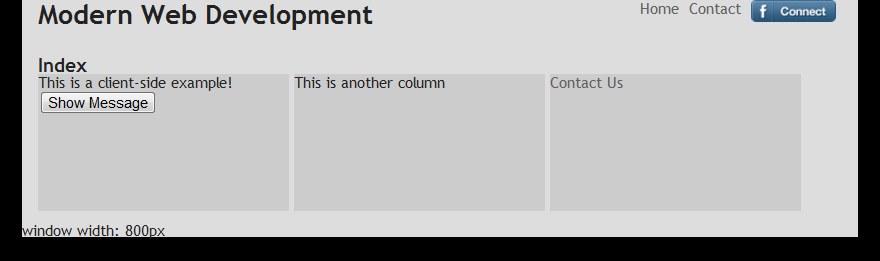 Modern Web Development
Home Contact f Connect
Index
This is a client-side example! This is another column Contact Us
Show Message
window width: 800px